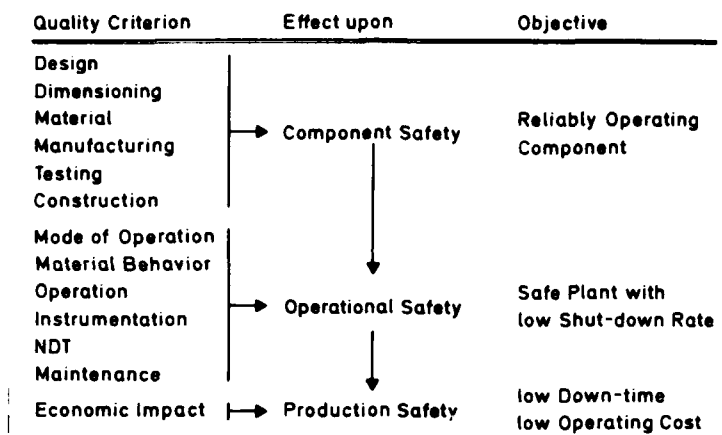 Quality Criterion Effect upon Objective
Design
Dimensioning
Material Reliably Operating
Component Safety
Manufacturing Component
Testing
Construction
Mode of Operation
Material Behavior
Operation Safe Plant with
Operational Safety
Instrumentation low Shut-down Rate
NDT
Maintenance
low Down-time
Economic Impact Production Safety
low Operating Cost